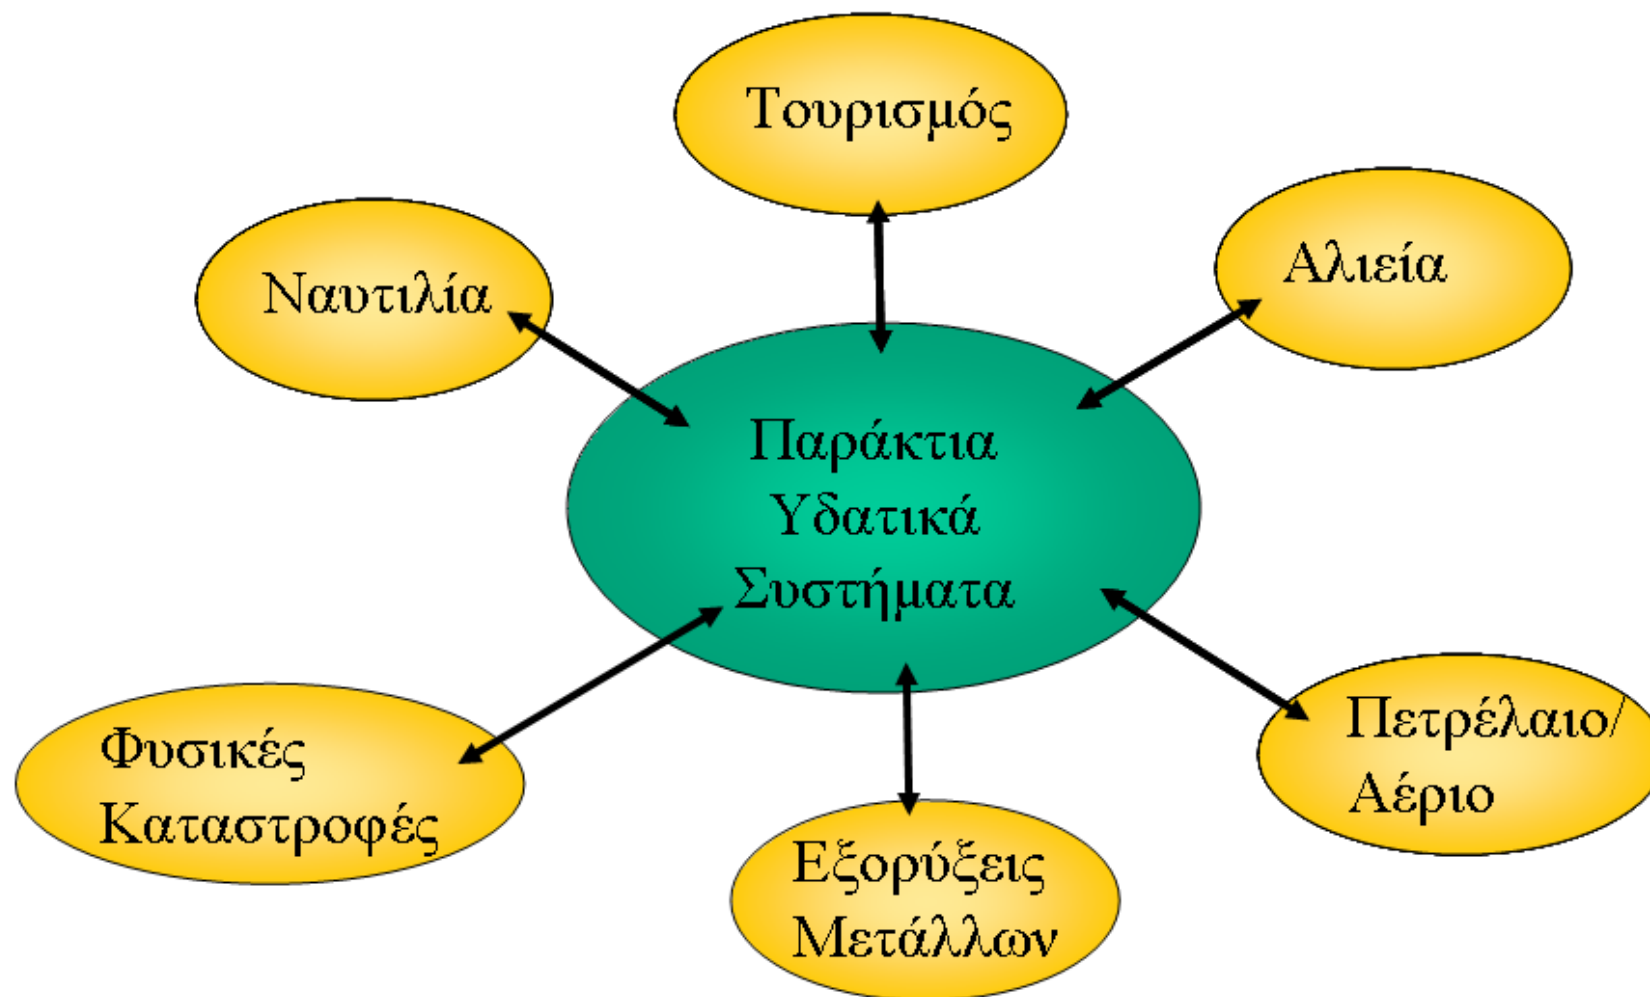 Τουρισμός
Ναυτιλία
Αλιεία
Παράκτια
Υδατικά
Συστήματα
Φυσικές
Καταστροφές
Εξορύξεις
Μετάλλων
Πετρέλαιο/
Αέριο